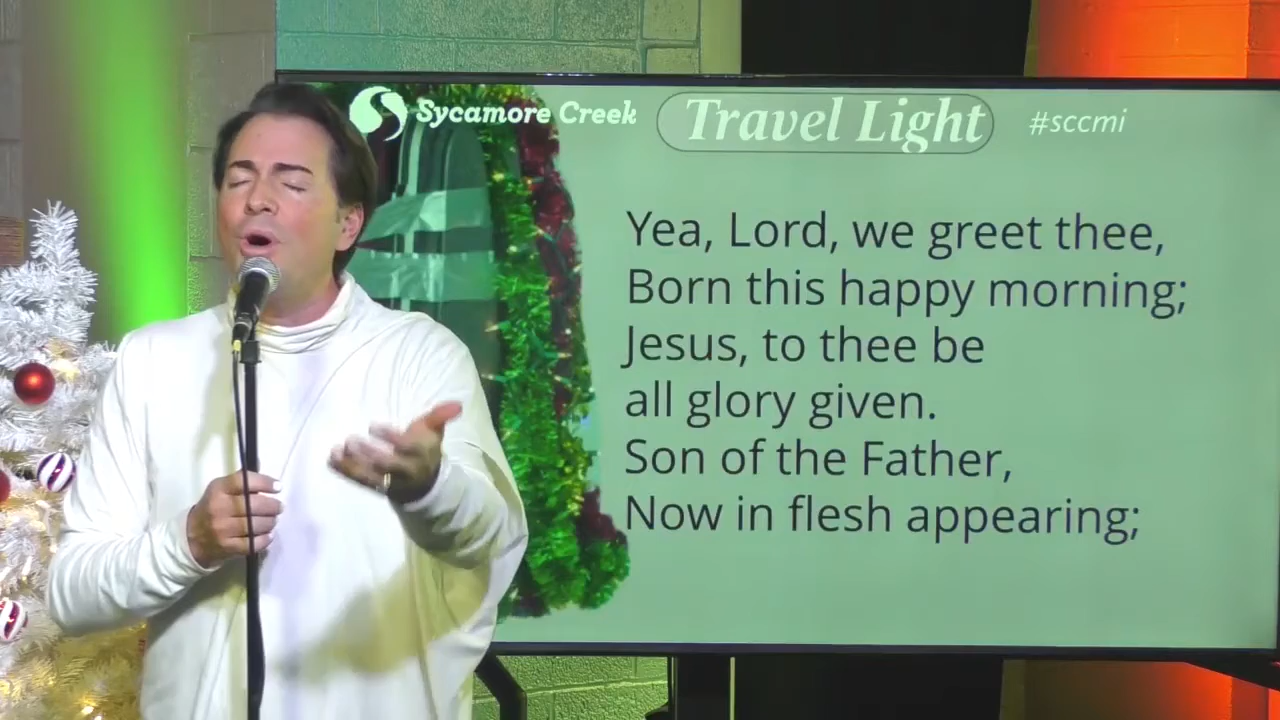 Sycamore Creek
Travel Light
#sccmi
Yea, Lord, we greet thee,
Born this happy morning;
Jesus, to thee be
all glory given.
Son of the Father,
Now in flesh appearing;